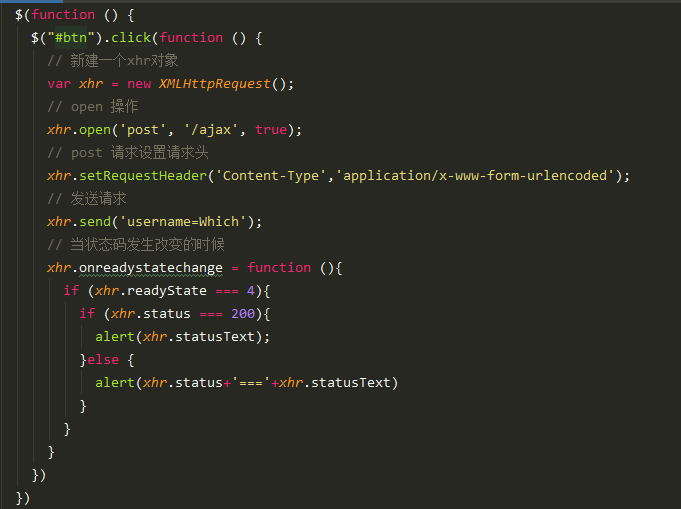 $(function () {
$("#btn").click(function () {
// 新建一个xhr对象
var xhr = new XMLHttpRequest();
// open 操作
xhr.open('post', '/ajax', true);
// post 请求设置请求头
xhr.setRequestHeader('Content-Type','application/x-www-form-urlencoded');
// 发送请求
xhr.send('username=Which');
// 当状态码发生改变的时候
xhr.onreadystatechange = function (){
if (xhr.readyState === 4){
if (xhr.status === 200){
alert(xhr.statusText);
}else {
alert(xhr.status+'==='+xhr.statusText)
}
}
}
})
})